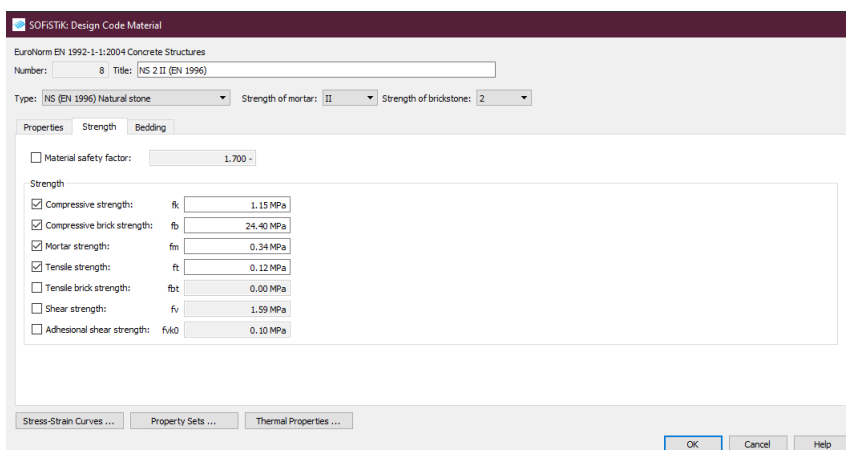 SOFiSTiK: Design Code Material
EuroNorm EN 1992-1-1:2004 Concrete Structures
Number: 8 Title: NS 2 II (EN 1996)
Type: NS (EN 1996) Natural stone Strength of mortar: II Strength of brickstone: 2
Properties Strength Bedding
Material safety factor: 1.700 -
Strength
Compressive strength: fk 1.15 MPa
Compressive brick strength: fb 24.40 MPa
Mortar strength: fm 0.34 MPa
Tensile strength: ft 0.12 MPa
Tensile brick strength: fbt 0.00 MPa
Shear strength: fv 1.59 MPa
Adhesional shear strength: fvk0 0.10 MPa
Stress-Strain Curves ... Property Sets ... Thermal Properties ...
OK Cancel Help